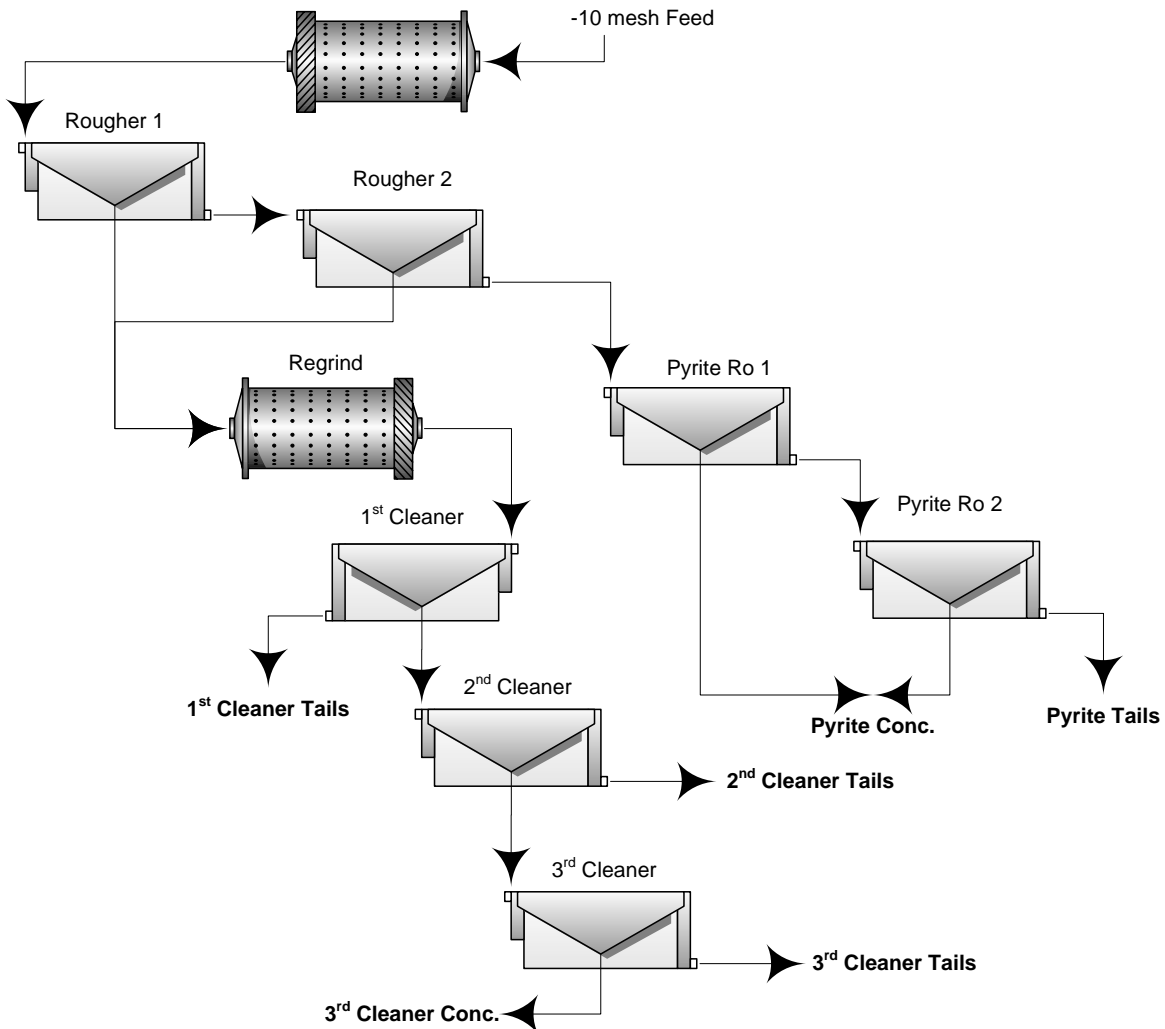 -10 mesh Feed
Rougher 1
Rougher 2
Regrind
Pyrite Ro 1
1st Cleaner
Pyrite Ro 2
2nd Cleaner
1st Cleaner Tails
Pyrite Conc.
Pyrite Tails
2nd Cleaner Tails
3rd Cleaner
3rd Cleaner Tails
3rd Cleaner Conc.